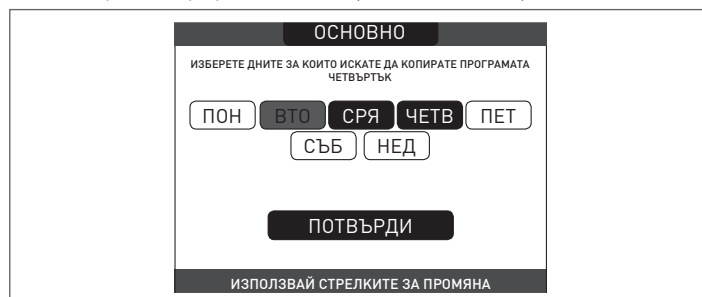 ОСНОВНО
ИЗБЕРЕТЕ ДНИТЕ ЗА КОИТО ИСКАТЕ ДА КОПИРАТЕ ПРОГРАМАТА
ЧЕТВЪРТЪК
ПОН ВТО СРЯ ЧЕТВ ПЕТ
СЪБ НЕД
ПОТВЪРДИ
ИЗПОЛЗВАЙ СТРЕЛКИТЕ ЗА ПРОМЯНА